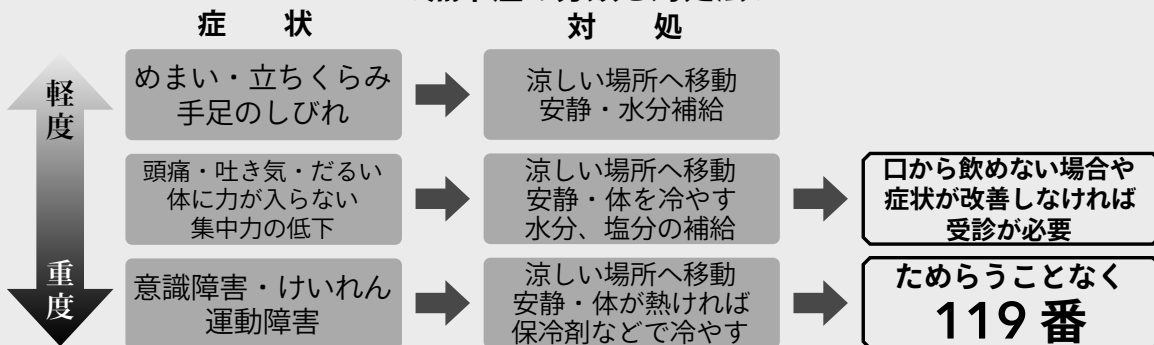 症 状
対 処
軽度
めまい・立ちくらみ
手足のしびれ
涼しい場所へ移動
安静・水分補給
頭痛・吐き気・だるい
体に力が入らない
集中力の低下
涼しい場所へ移動
安静・体を冷やす
水分、塩分の補給
口から飲めない場合や
症状が改善しなければ
受診が必要
重度
意識障害・けいれん
運動障害
涼しい場所へ移動
安静・体が熱ければ
保冷剤などで冷やす
ためらうことなく
119 番